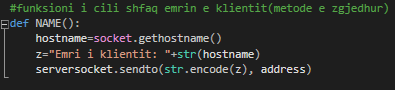 #funksioni i cili shfaq emrin e klientit(metode e zgjedhur)
def NAME():
hostname=socket.gethostname()
z="Emri i klientit: "+str(hostname)
serversocket.sendto(str.encode(z), address)